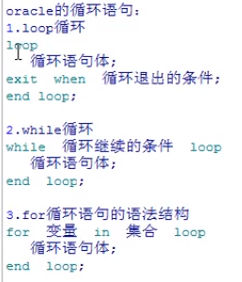 oracle的循环语句:
1.loop循环
loop
循环语句体;
exit when 循环退出的条件;
end loop;
2.while循环
while 循环继续的条件 loop
循环语句体;
end loop;
3.for循环语句的语法结构
for 变量 in 集合 loop
循环语句体;
end loop;